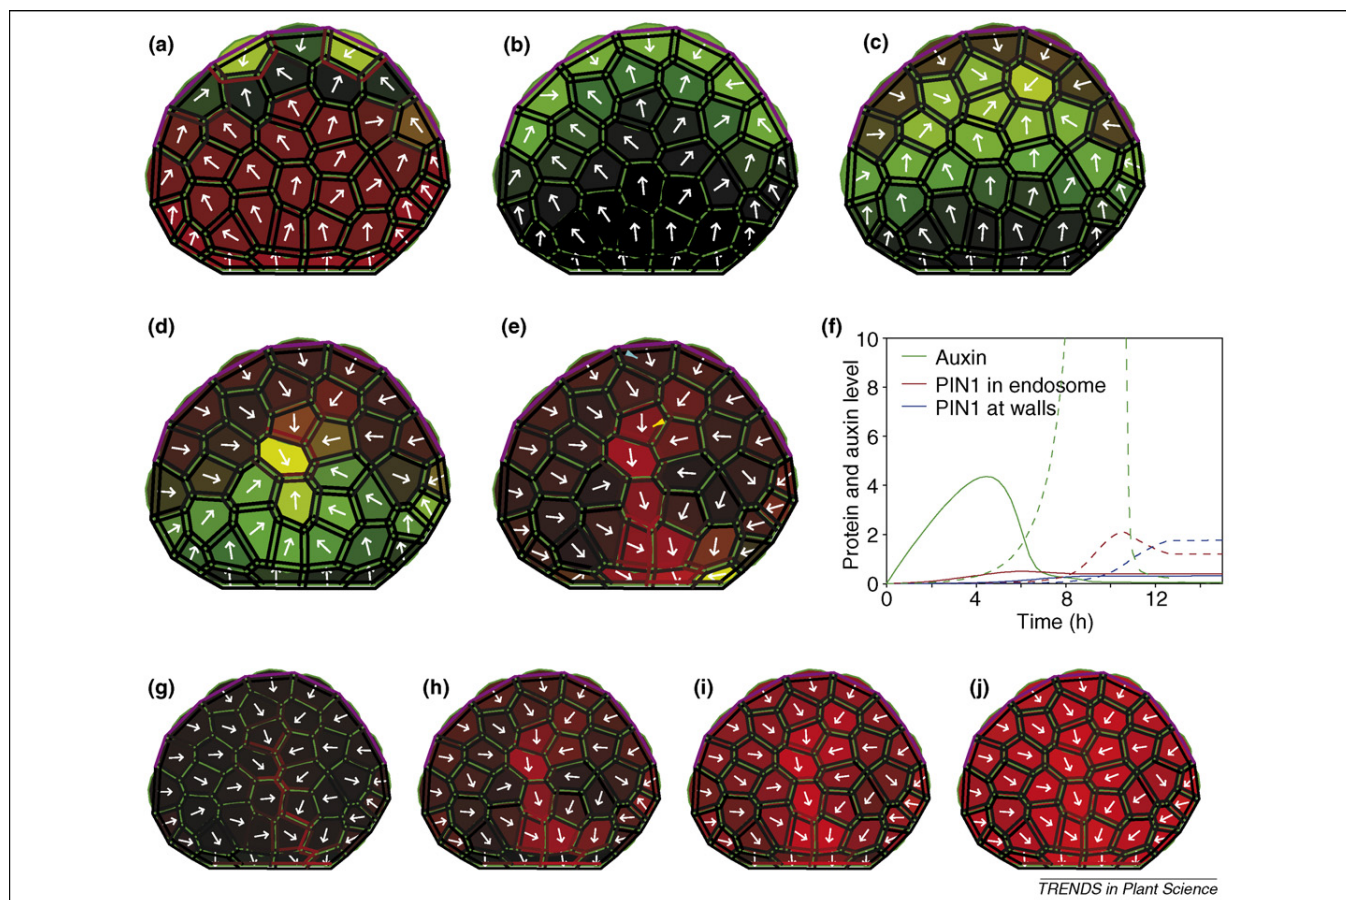 (a)
(b)
(c)
(d)
(e)
(f)
Protein and auxin level
10
8
6
4
2
0
Auxin
PIN1 in endosome
PIN1 at walls
0
4
8
12
Time (h)
(g)
(h)
(i)
(j)
TRENDS in Plant Science